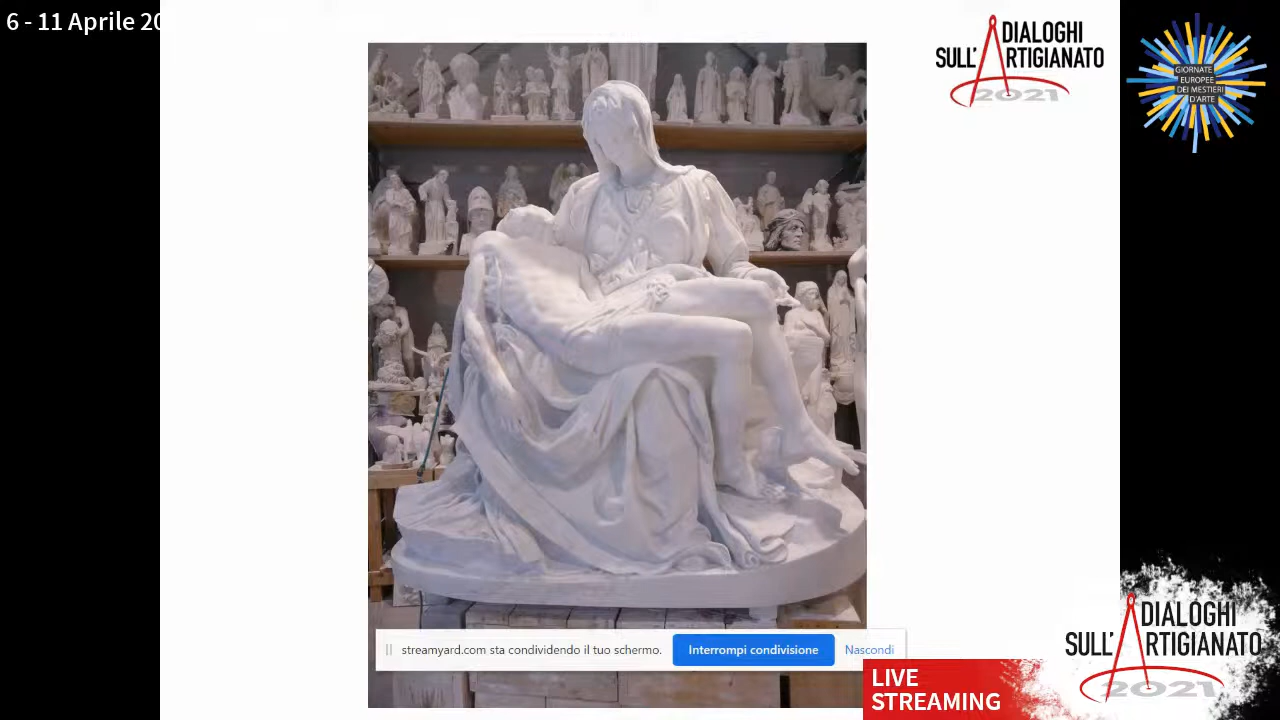 6 - 11 Aprile 20
DIALOGHI
SULL'ARTIGIANATO
2021
GIORNATE
EUROPEE
DEI MESTIERI
D'ARTE
streamyard.com sta condividendo il tuo schermo.
Interrompi condivisione
Nascondi
LIVE
STREAMING
DIALOGHI
SULL'ARTIGIANATO
2021